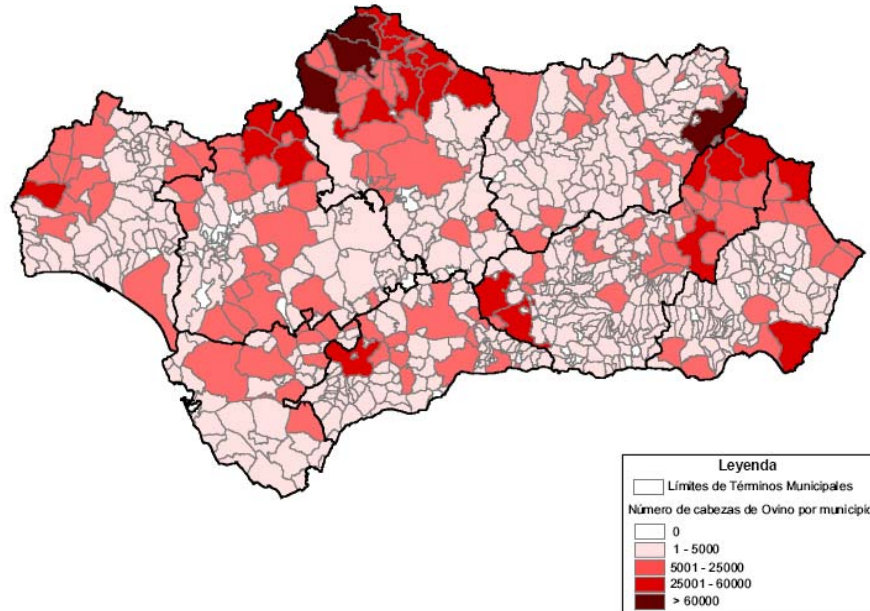 Leyenda
Límites de Términos Municipales
Número de cabezas de Ovino por municipio
0
1 - 5000
5001 - 25000
25001 - 60000
> 60000